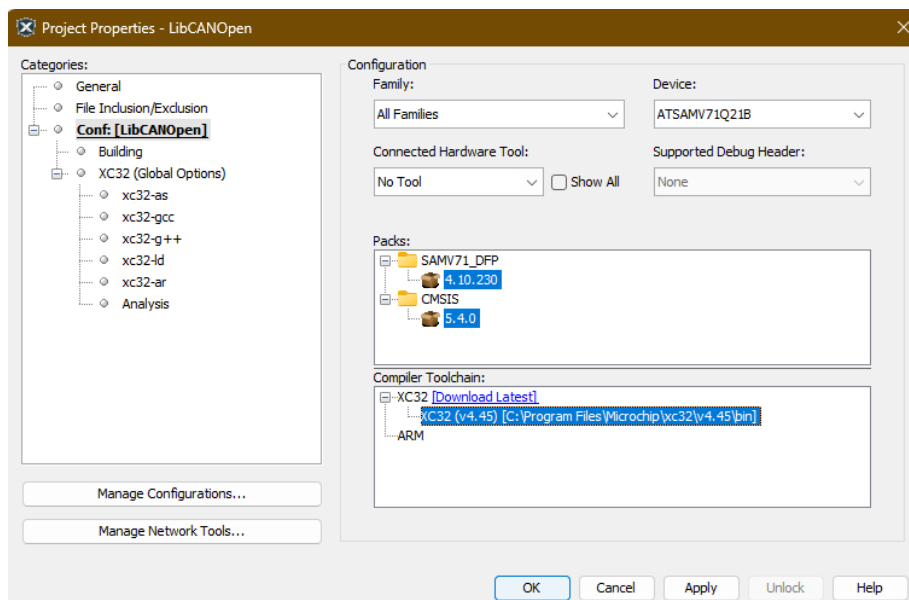 Project Properties - LibCANOpen
Categories:
General
File Inclusion/Exclusion
Conf: [LibCANOpen]
Building
XC32 (Global Options)
xc32-as
xc32-gcc
xc32-g++
xc32-ld
xc32-ar
Analysis
Manage Configurations...
Manage Network Tools...
Configuration
Family:
Device:
All Families
ATSAMV71Q21B
Connected Hardware Tool:
Supported Debug Header:
No Tool
Show All
None
Packs:
SAMV71_DFP
4.10.230
CMSIS
5.4.0
Compiler Toolchain:
XC32 [Download Latest]
XC32 (v4.45) [C:\Program Files\Microchip\xc32\v4.45\bin]
ARM
OK
Cancel
Apply
Unlock
Help